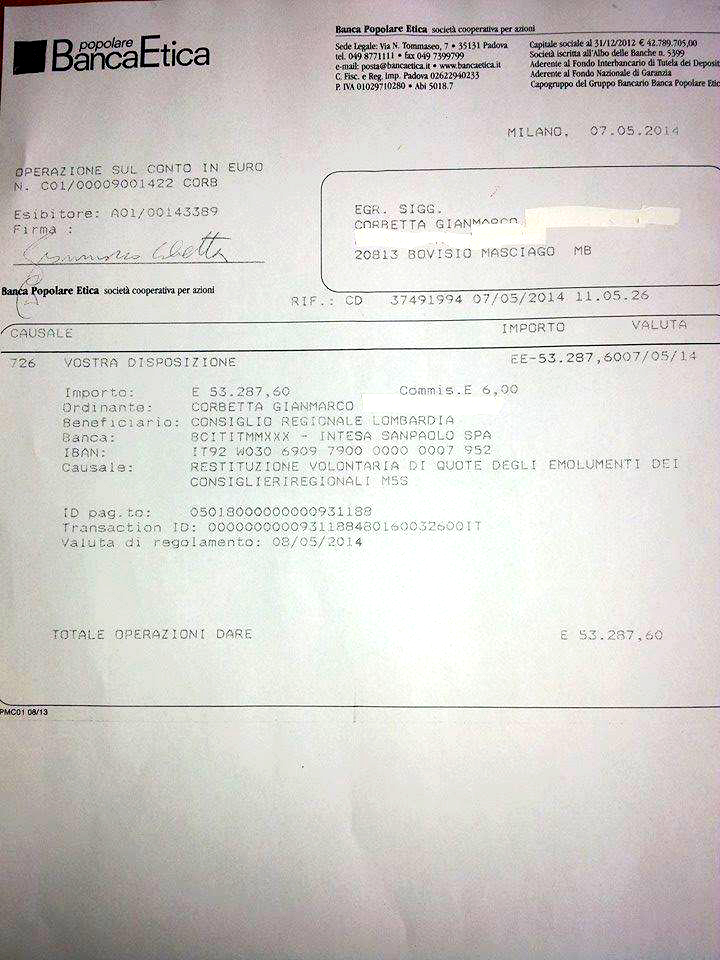 popolare
BancaEtica
Banca Popolare Etica società cooperativa per azioni
Sede Legale: Via N. Tommaseo, 7 • 35131 Padova
tel. 049 8771111 • fax 049 7399799
e-mail: posta@bancaetica.it • www.bancaetica.it
C. Fisc. e Reg. Imp. Padova 02622940233
P. IVA 01029710280 • Abi 5018.7
Capitale sociale al 31/12/2012 € 42.789.705,00
Società iscritta all'Albo delle Banche n. 5399
Aderente al Fondo Interbancario di Tutela dei Deposit
Aderente al Fondo Nazionale di Garanzia
Capogruppo del Gruppo Bancario Banca Popolare Etic
MILANO, 07.05.2014
OPERAZIONE SUL CONTO IN EURO
N. C01/00009001422 CORB
Esibitore: A01/00143389
Firma :
EGR. SIGG.
CORBETTA GIANMARCO
20813 BOVISIO MASCIAGO MB
Banca Popolare Etica società cooperativa per azioni
RIF.: CD 37491994 07/05/2014 11.05.26
CAUSALE IMPORTO VALUTA
726 VOSTRA DISPOSIZIONE EE-53.287,6007/05/14
Importo: E 53.287,60 Commis.E 6,00
Ordinante: CORBETTA GIANMARCO
Beneficiario: CONSIGLIO REGIONALE LOMBARDIA
Banca: BCITITMMXXX - INTESA SANPAOLO SPA
IBAN: IT92 W030 6909 7900 0000 0007 952
Causale: RESTITUZIONE VOLONTARIA DI QUOTE DEGLI EMOLUMENTI DEI
CONSIGLIERIREGIONALI M5S
ID pag.to: 05018000000000931188
Transaction ID: 0000000000931188480160032600IT
Valuta di regolamento: 08/05/2014
TOTALE OPERAZIONI DARE E 53.287,60
PMC01 08/13